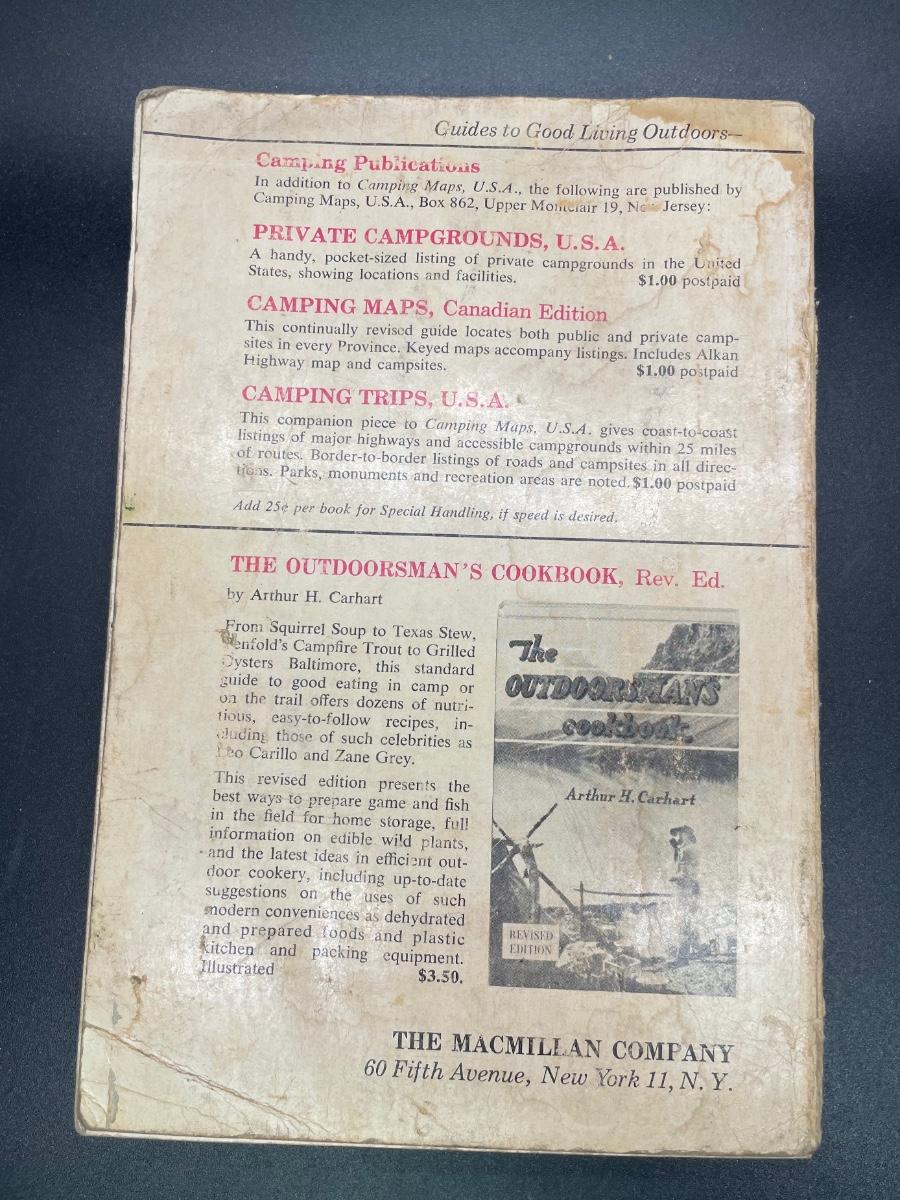 Guides to Good Living Outdoors—
Camping Publications
In addition to Camping Maps, U.S.A., the following are published by
Camping Maps, U.S.A., Box 862, Upper Montclair 19, New Jersey:
PRIVATE CAMPGROUNDS, U.S.A.
A handy, pocket-sized listing of private campgrounds in the United
States, showing locations and facilities. $1.00 postpaid
CAMPING MAPS, Canadian Edition
This continually revised guide locates both public and private camp-
sites in every Province. Keyed maps accompany listings. Includes Alkan
Highway map and campsites. $1.00 postpaid
CAMPING TRIPS, U.S.A.
This companion piece to Camping Maps, U.S.A. gives coast-to-coast
listings of major highways and accessible campgrounds within 25 miles
of routes. Border-to-border listings of roads and campsites in all direc-
tions. Parks, monuments and recreation areas are noted. $1.00 postpaid
Add 25¢ per book for Special Handling, if speed is desired.
THE OUTDOORSMAN'S COOKBOOK, Rev. Ed.
by Arthur H. Carhart
From Squirrel Soup to Texas Stew,
Benfold's Campfire Trout to Grilled
Oysters Baltimore, this standard
guide to good eating in camp or
on the trail offers dozens of nutri-
tious, easy-to-follow recipes, in-
cluding those of such celebrities as
Leo Carillo and Zane Grey.
This revised edition presents the
best ways to prepare game and fish
in the field for home storage, full
information on edible wild plants,
and the latest ideas in efficient out-
door cookery, including up-to-date
suggestions on the uses of such
modern conveniences as dehydrated
and prepared foods and plastic
kitchen and packing equipment.
Illustrated $3.50.
The
OUTDOORSMAN'S
cookbook
Arthur H. Carhart
REVISED
EDITION
THE MACMILLAN COMPANY
60 Fifth Avenue, New York 11, N. Y.